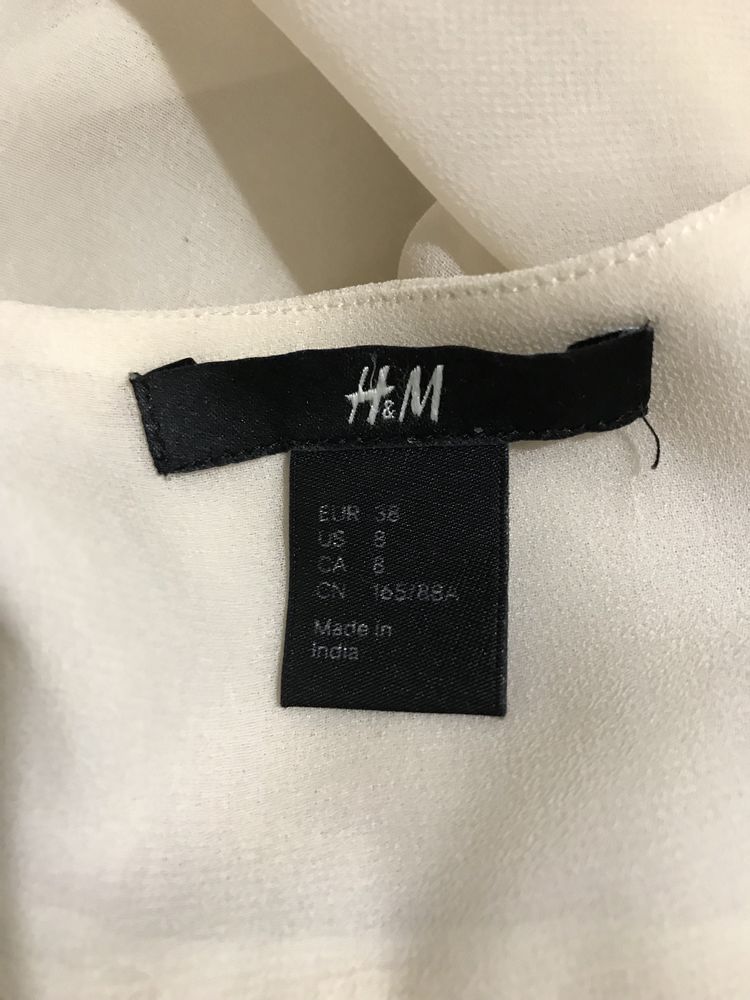 H&M
EUR 38
US 8
CA 8
CN 165/88A
Made in
India